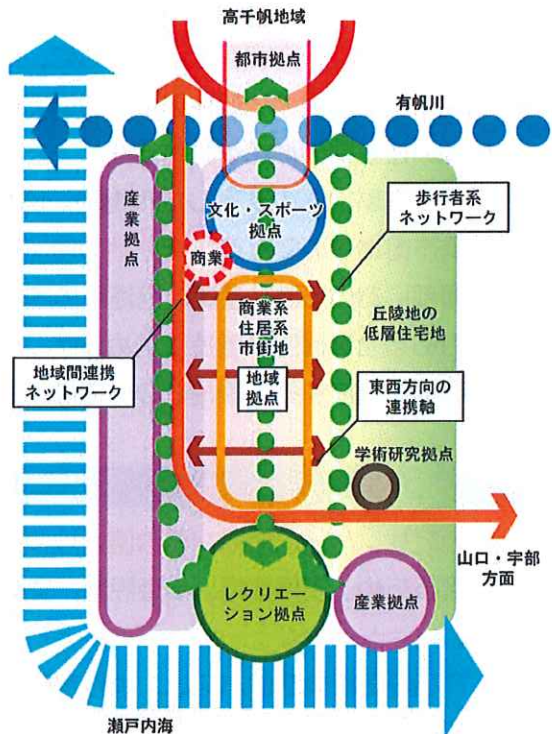 高千帆地域
都市拠点
有帆川
産業拠点
文化・スポーツ
拠点
歩行者系
ネットワーク
商業
商業系
住居系
市街地
丘陵地の
低層住宅地
地域間連携
ネットワーク
地域
拠点
東西方向の
連携軸
学術研究拠点
山口・宇部
方面
レクリエー
ション拠点
産業拠点
瀬戸内海